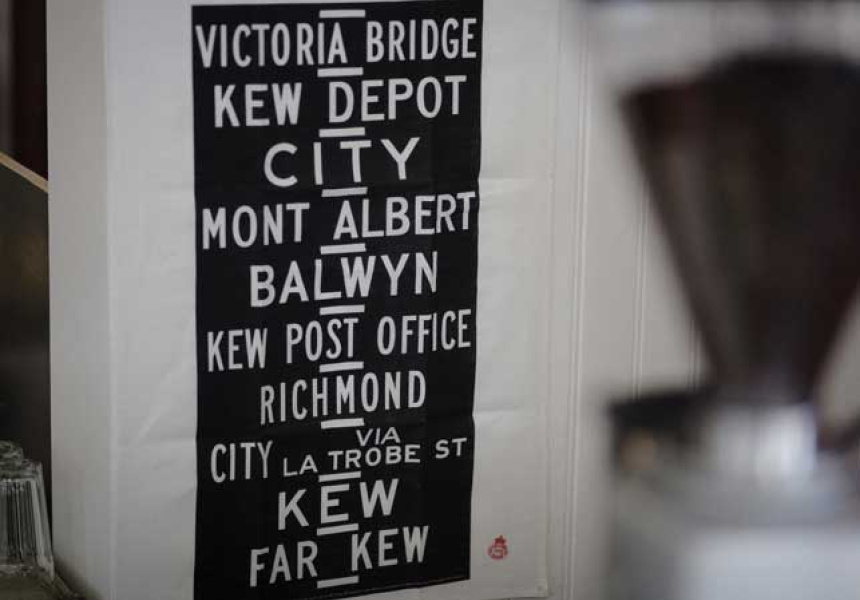 VICTORIA BRIDGE
KEW DEPOT
CITY
MONT ALBERT
BALWYN
KEW POST OFFICE
RICHMOND
CITY VIA
LA TROBE ST
KEW
FAR KEW